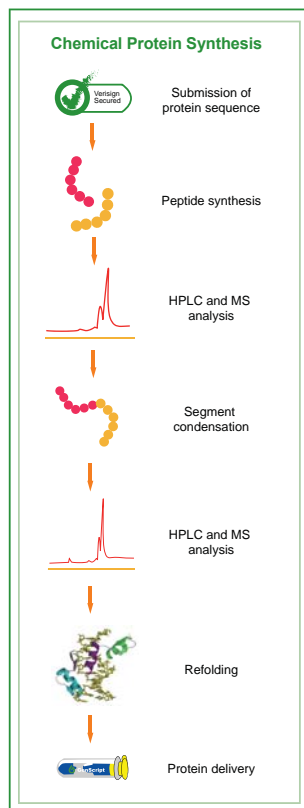 Chemical Protein Synthesis
Verisign
Secured
Submission of
protein sequence
Peptide synthesis
HPLC and MS
analysis
Segment
condensation
HPLC and MS
analysis
Refolding
GenScript
Protein delivery